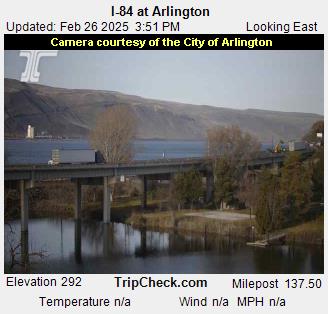 I-84 at Arlington
Updated: Feb 26 2025 3:51 PM Looking East
Camera courtesy of the City of Arlington
Elevation 292 TripCheck.com Milepost 137.50
Temperature n/a Wind n/a MPH n/a